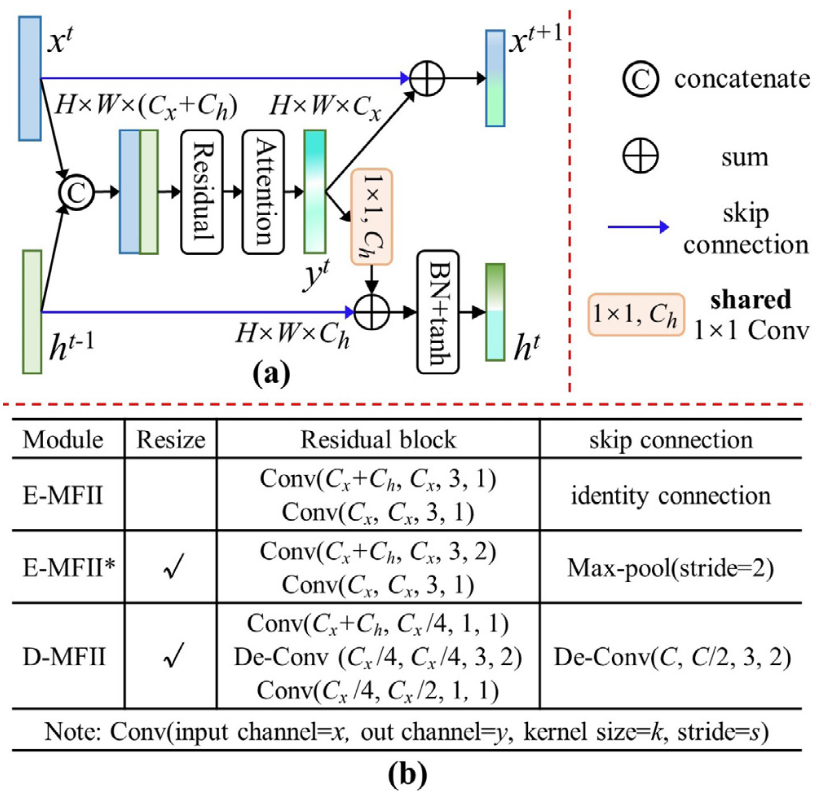 x^t
x^{t+1}
H×W×(C_x+C_h)
H×W×C_x
C
Residual
Attention
1×1, C_h
y^t
h^{t-1}
H×W×C_h
BN+tanh
h^t
(a)
C concatenate
sum
skip
connection
1×1, C_h
shared
1×1 Conv
Module Resize Residual block skip connection
E-MFII
Conv(C_x+C_h, C_x, 3, 1)
Conv(C_x, C_x, 3, 1)
identity connection
E-MFII* ✓
Conv(C_x+C_h, C_x, 3, 2)
Conv(C_x, C_x, 3, 1)
Max-pool(stride=2)
D-MFII ✓
Conv(C_x+C_h, C_x/4, 1, 1)
De-Conv (C_x/4, C_x/4, 3, 2)
Conv(C_x/4, C_x/2, 1, 1)
De-Conv(C, C/2, 3, 2)
Note: Conv(input channel=x, out channel=y, kernel size=k, stride=s)
(b)